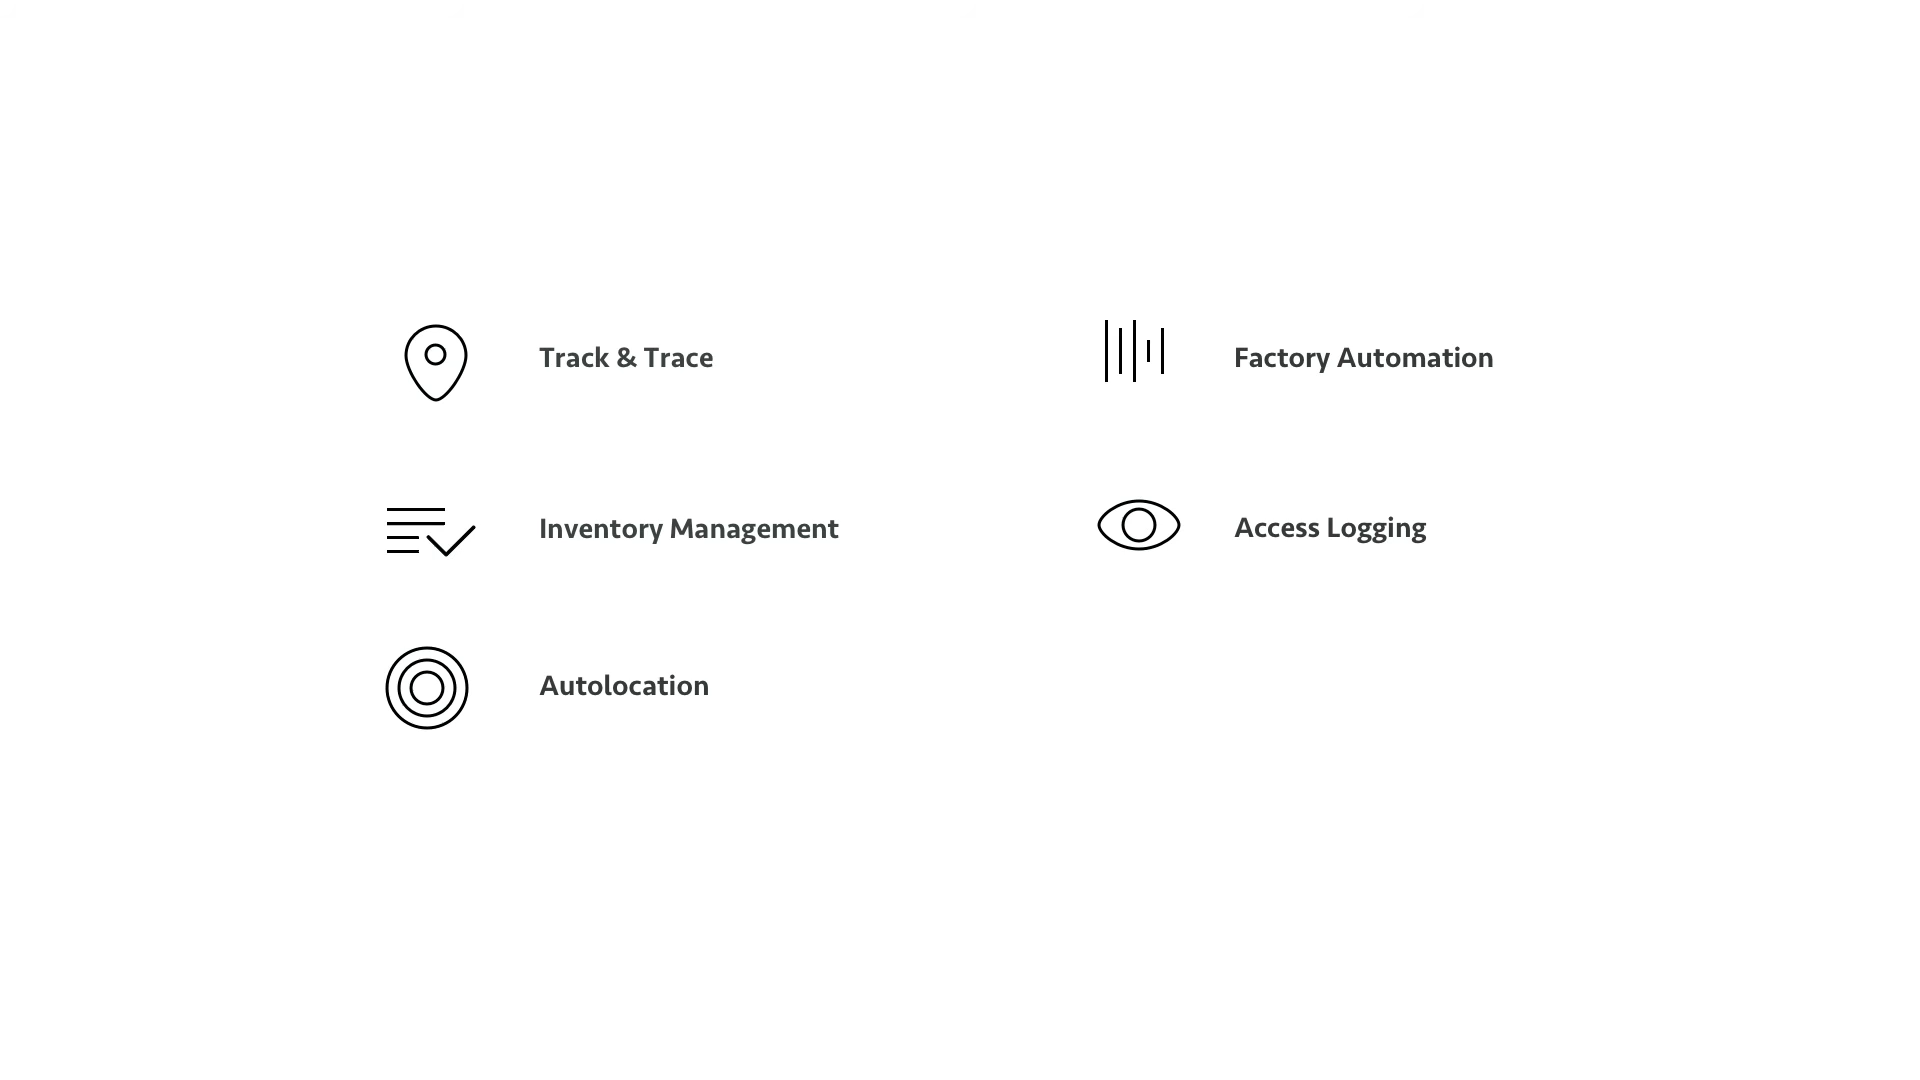 Track & Trace
Factory Automation
Inventory Management
Access Logging
Autolocation